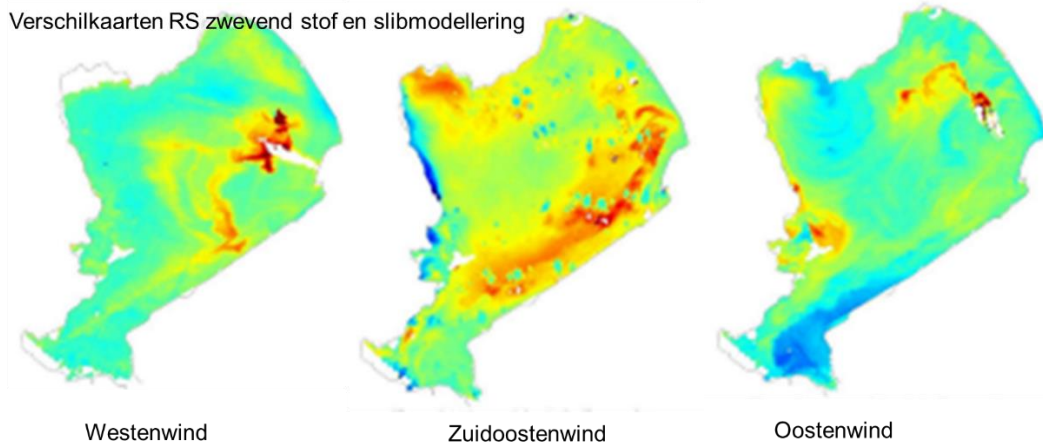 Verschilkaarten RS zwevend stof en slibmodellering
Westenwind
Zuidoostenwind
Oostenwind